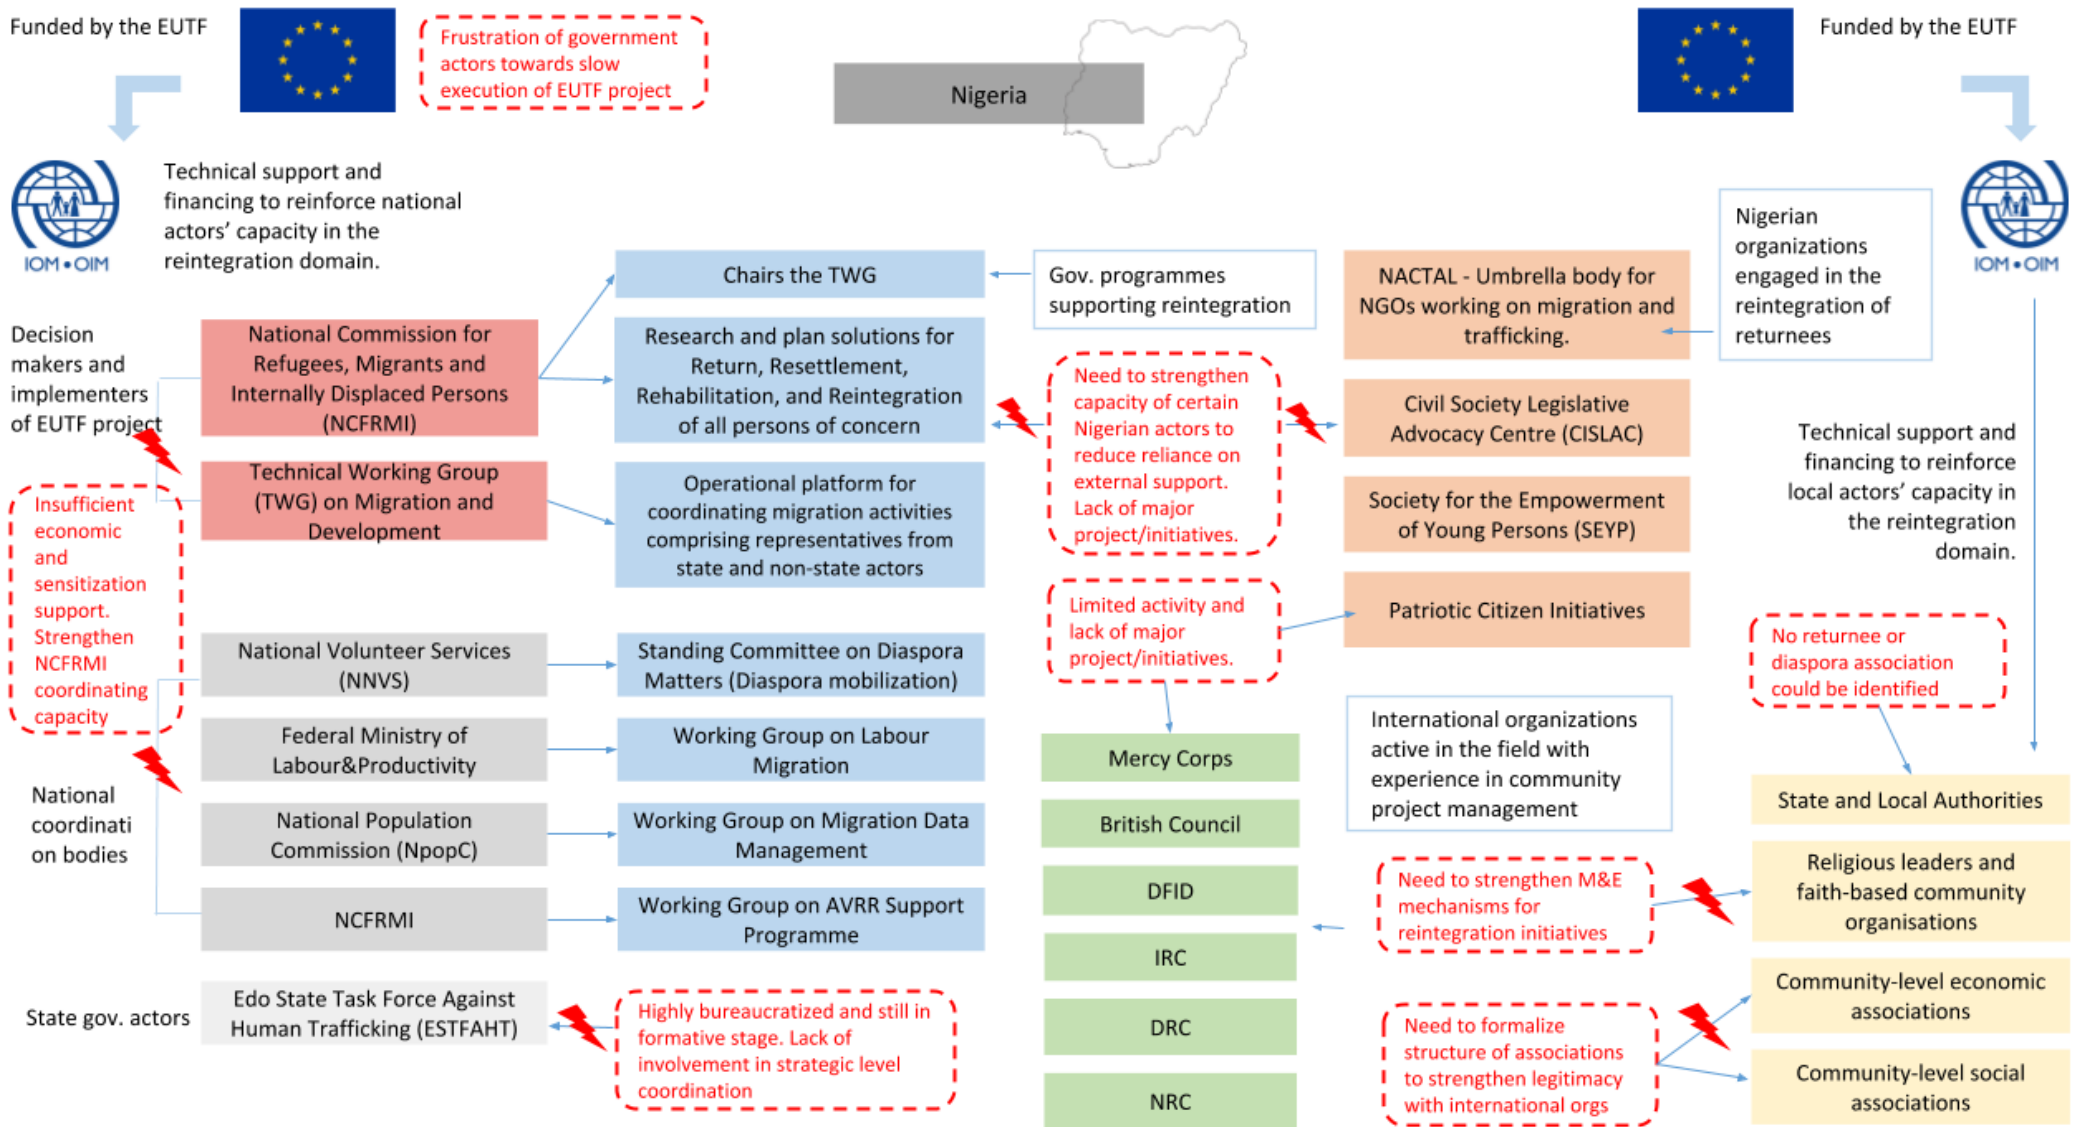 Funded by the EUTF
Frustration of government
actors towards slow
execution of EUTF project
Nigeria
Funded by the EUTF
IOM • OIM
Technical support and
financing to reinforce national
actors' capacity in the
reintegration domain.
Decision
makers and
implementers
of EUTF project
National Commission for
Refugees, Migrants and
Internally Displaced Persons
(NCFRMI)
Technical Working Group
(TWG) on Migration and
Development
Insufficient
economic
and
sensitization
support.
Strengthen
NCFRMI
coordinating
capacity
Chairs the TWG
Research and plan solutions for
Return, Resettlement,
Rehabilitation, and Reintegration
of all persons of concern
Operational platform for
coordinating migration activities
comprising representatives from
state and non-state actors
Gov. programmes
supporting reintegration
Need to strengthen
capacity of certain
Nigerian actors to
reduce reliance on
external support.
Lack of major
project/initiatives.
Limited activity and
lack of major
project/initiatives.
NACTAL - Umbrella body for
NGOs working on migration and
trafficking.
Civil Society Legislative
Advocacy Centre (CISLAC)
Society for the Empowerment
of Young Persons (SEYP)
Patriotic Citizen Initiatives
Nigerian
organizations
engaged in the
reintegration of
returnees
IOM • OIM
Technical support and
financing to reinforce
local actors' capacity in
the reintegration
domain.
No returnee or
diaspora association
could be identified
National
coordinati
on bodies
National Volunteer Services
(NNVS)
Federal Ministry of
Labour&Productivity
National Population
Commission (NpopC)
NCFRMI
Standing Committee on Diaspora
Matters (Diaspora mobilization)
Working Group on Labour
Migration
Working Group on Migration Data
Management
Working Group on AVRR Support
Programme
State gov. actors
Edo State Task Force Against
Human Trafficking (ESTFAHT)
Highly bureaucratized and still in
formative stage. Lack of
involvement in strategic level
coordination
Mercy Corps
British Council
DFID
IRC
DRC
NRC
International organizations
active in the field with
experience in community
project management
Need to strengthen M&E
mechanisms for
reintegration initiatives
Need to formalize
structure of associations
to strengthen legitimacy
with international orgs
State and Local Authorities
Religious leaders and
faith-based community
organisations
Community-level economic
associations
Community-level social
associations